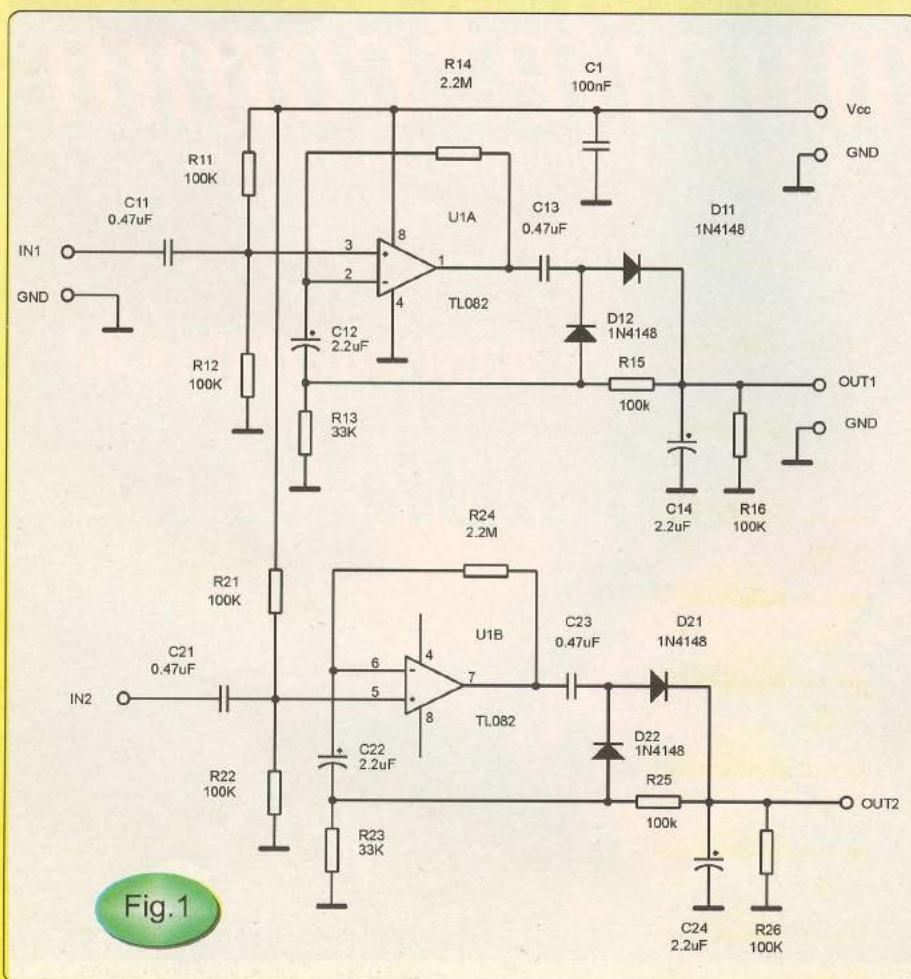 R14
2.2M
C1
100nF
Vcc
GND
R11
100K
C11
0.47uF
U1A
C13
0.47uF
D11
1N4148
IN1
3
8
1
2
4
GND
TL082
C12
2.2uF
D12
1N4148
R12
100K
R15
100k
OUT1
R13
33K
GND
C14
2.2uF
R16
100K
R24
2.2M
R21
100K
U1B
C23
0.47uF
D21
1N4148
C21
0.47uF
6
4
7
IN2
5
8
TL082
C22
2.2uF
D22
1N4148
R22
100K
R25
100k
OUT2
R23
33K
C24
2.2uF
R26
100K
Fig.1